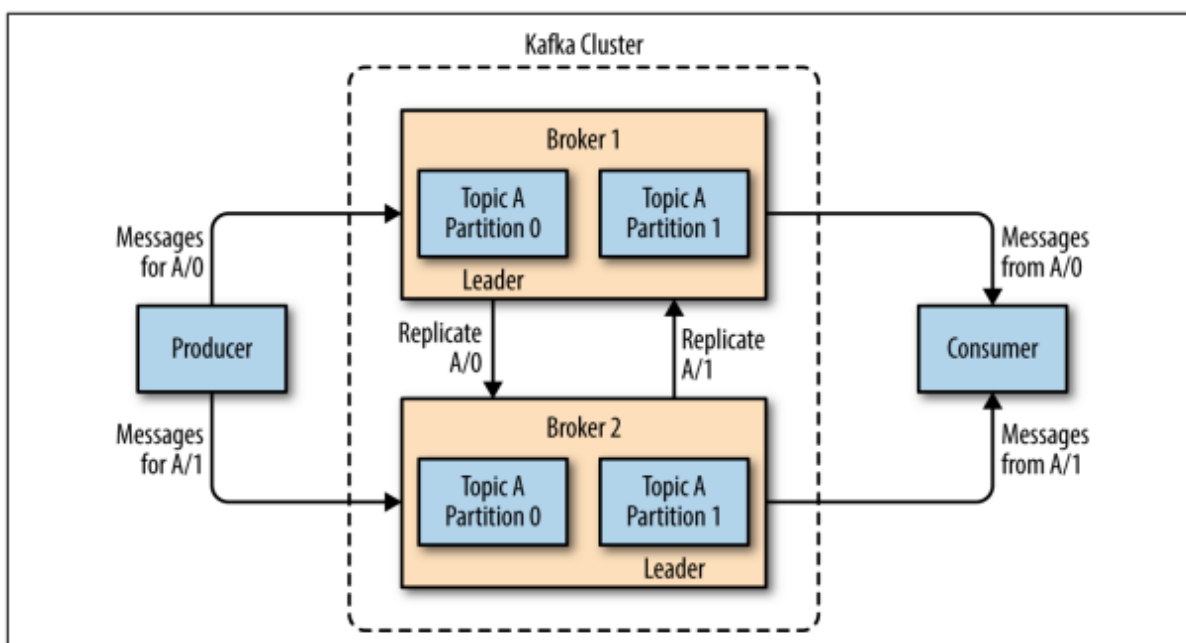 Kafka Cluster
Broker 1
Topic A
Partition 0
Topic A
Partition 1
Leader
Messages
for A/0
Messages
from A/0
Producer
Replicate
A/0
Replicate
A/1
Consumer
Messages
for A/1
Messages
from A/1
Broker 2
Topic A
Partition 0
Topic A
Partition 1
Leader